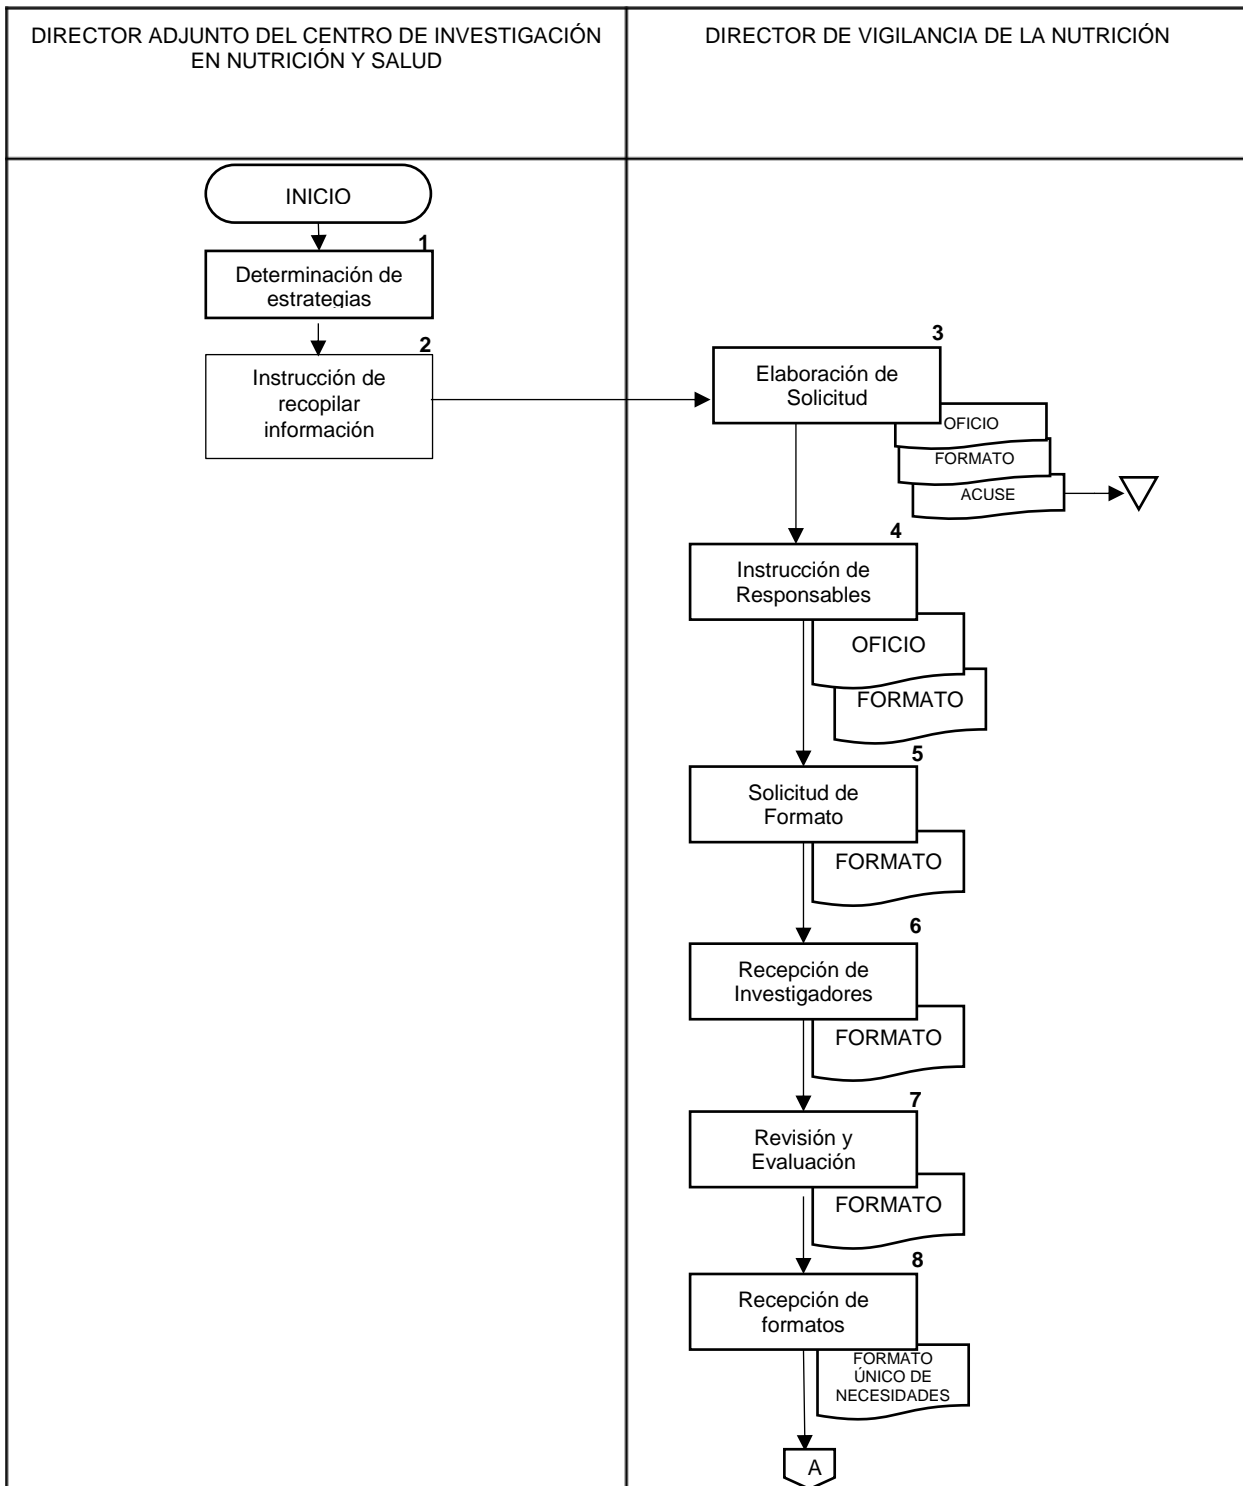 DIRECTOR ADJUNTO DEL CENTRO DE INVESTIGACIÓN
EN NUTRICIÓN Y SALUD
DIRECTOR DE VIGILANCIA DE LA NUTRICIÓN
INICIO
1
Determinación de
estrategias
2
Instrucción de
recopilar
información
3
Elaboración de
Solicitud
OFICIO
FORMATO
ACUSE
4
Instrucción de
Responsables
OFICIO
FORMATO
5
Solicitud de
Formato
FORMATO
6
Recepción de
Investigadores
FORMATO
7
Revisión y
Evaluación
FORMATO
8
Recepción de
formatos
FORMATO
ÚNICO DE
NECESIDADES
A